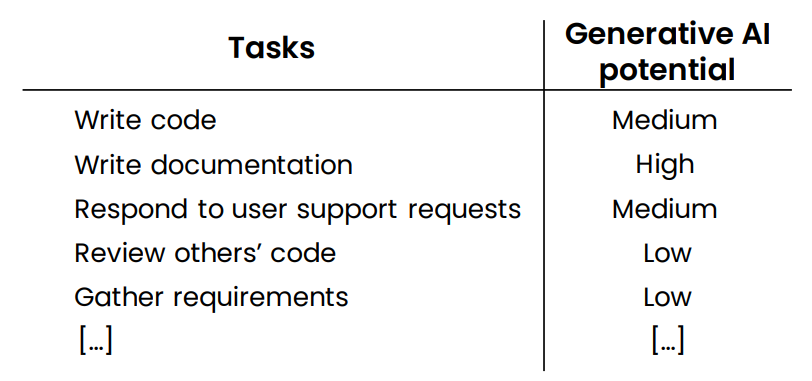 Tasks
Generative AI
potential
Write code Medium
Write documentation High
Respond to user support requests Medium
Review others’ code Low
Gather requirements Low
[...] [...]